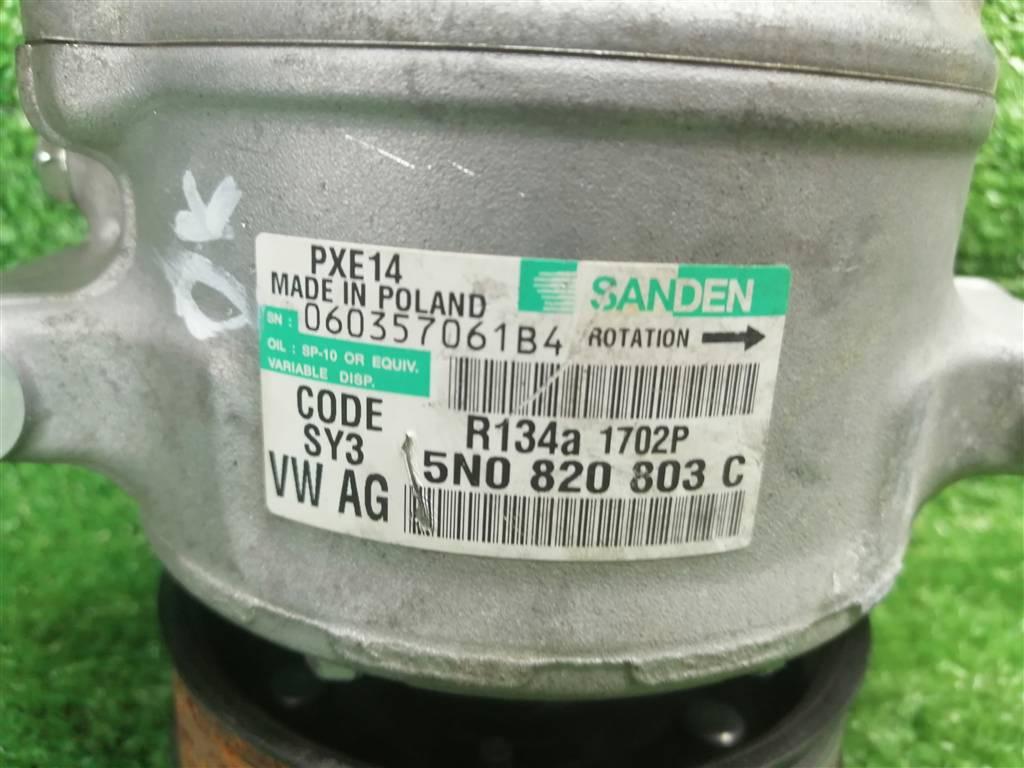 OK
PXE14
MADE IN POLAND
SANDEN
SN : 060357061B4
ROTATION
OIL : SP-10 OR EQUIV.
VARIABLE DISP.
CODE
SY3
VW AG
R134a 1702P
5N0 820 803 C